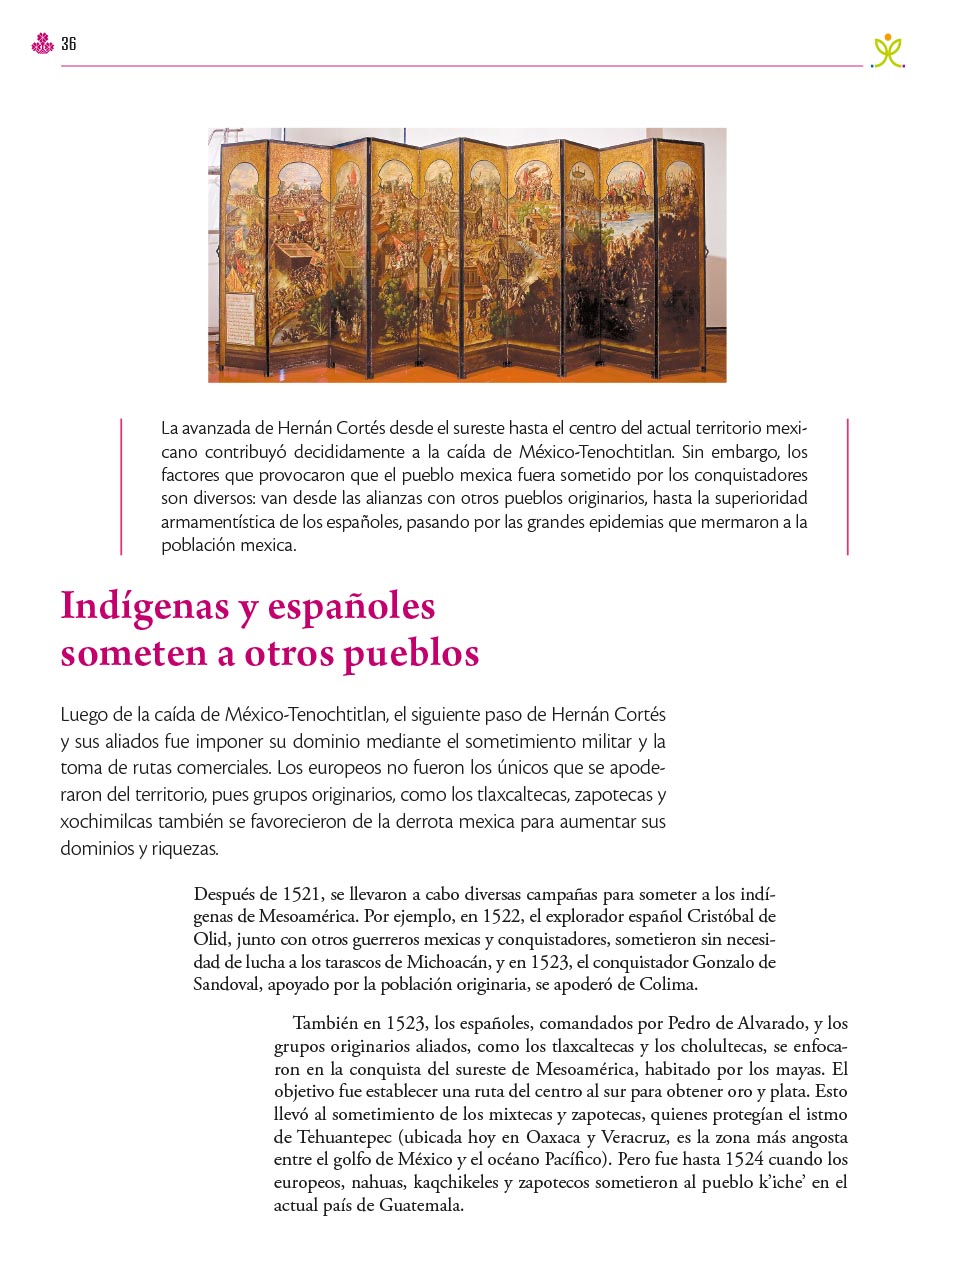 36
La avanzada de Hernán Cortés desde el sureste hasta el centro del actual territorio mexi-
cano contribuyó decididamente a la caída de México-Tenochtitlan. Sin embargo, los
factores que provocaron que el pueblo mexica fuera sometido por los conquistadores
son diversos: van desde las alianzas con otros pueblos originarios, hasta la superioridad
armamentística de los españoles, pasando por las grandes epidemias que mermaron a la
población mexica.
Indígenas y españoles
someten a otros pueblos
Luego de la caída de México-Tenochtitlan, el siguiente paso de Hernán Cortés
y sus aliados fue imponer su dominio mediante el sometimiento militar y la
toma de rutas comerciales. Los europeos no fueron los únicos que se apode-
raron del territorio, pues grupos originarios, como los tlaxcaltecas, zapotecas y
xochimilcas también se favorecieron de la derrota mexica para aumentar sus
dominios y riquezas.
Después de 1521, se llevaron a cabo diversas campañas para someter a los indí-
genas de Mesoamérica. Por ejemplo, en 1522, el explorador español Cristóbal de
Olid, junto con otros guerreros mexicas y conquistadores, sometieron sin necesi-
dad de lucha a los tarascos de Michoacán, y en 1523, el conquistador Gonzalo de
Sandoval, apoyado por la población originaria, se apoderó de Colima.
También en 1523, los españoles, comandados por Pedro de Alvarado, y los
grupos originarios aliados, como los tlaxcaltecas y los cholultecas, se enfoca-
ron en la conquista del sureste de Mesoamérica, habitado por los mayas. El
objetivo fue establecer una ruta del centro al sur para obtener oro y plata. Esto
llevó al sometimiento de los mixtecas y zapotecas, quienes protegían el istmo
de Tehuantepec (ubicada hoy en Oaxaca y Veracruz, es la zona más angosta
entre el golfo de México y el océano Pacífico). Pero fue hasta 1524 cuando los
europeos, nahuas, kaqchikeles y zapotecos sometieron al pueblo k’iche’ en el
actual país de Guatemala.